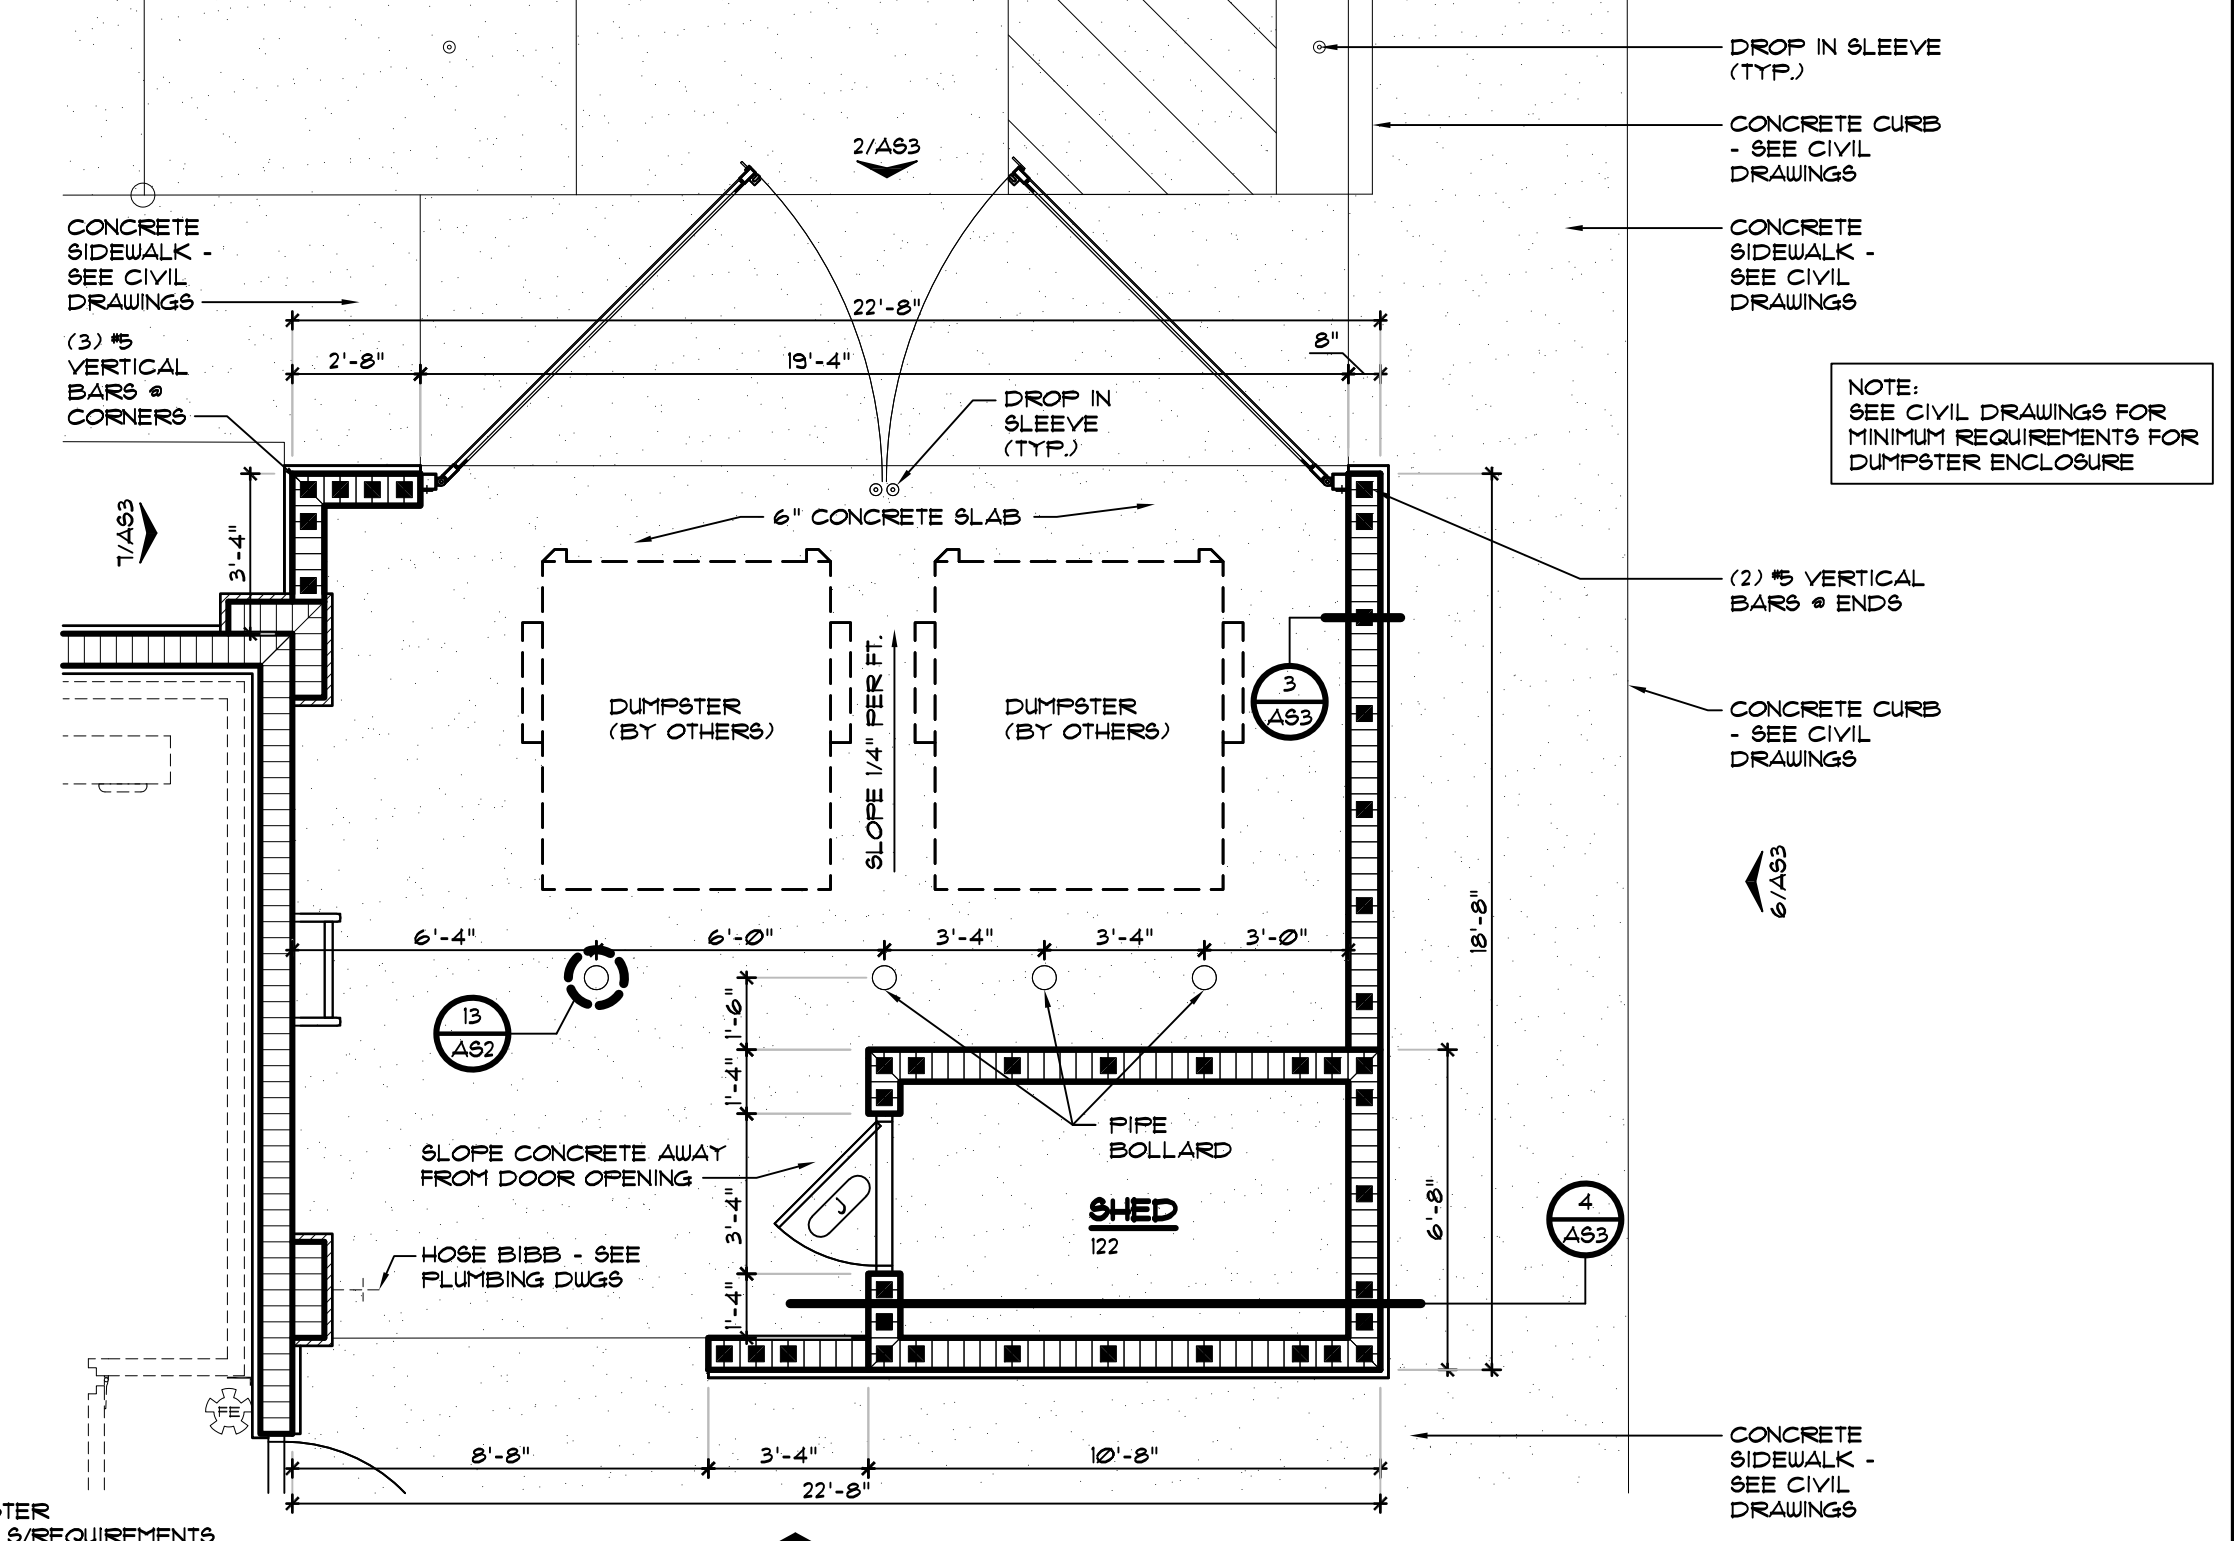 DROP IN SLEEVE
(TYP.)
CONCRETE CURB
- SEE CIVIL
DRAWINGS
2/AS3
CONCRETE
SIDEWALK -
SEE CIVIL
DRAWINGS
CONCRETE
SIDEWALK -
SEE CIVIL
DRAWINGS
22'-8"
(3) #5
VERTICAL
BARS @
CORNERS
2'-8"
19'-4"
8"
NOTE:
SEE CIVIL DRAWINGS FOR
MINIMUM REQUIREMENTS FOR
DUMPSTER ENCLOSURE
DROP IN
SLEEVE
(TYP.)
7/AS3
3'-4"
6" CONCRETE SLAB
(2) #5 VERTICAL
BARS @ ENDS
DUMPSTER
(BY OTHERS)
SLOPE 1/4" PER FT.
DUMPSTER
(BY OTHERS)
3
AS3
CONCRETE CURB
- SEE CIVIL
DRAWINGS
6/AS3
18'-8"
6'-4"
6'-0"
3'-4"
3'-4"
3'-0"
13
AS2
1'-6"
1'-4"
PIPE
BOLLARD
SLOPE CONCRETE AWAY
FROM DOOR OPENING
J
3'-4"
SHED
122
6'-8"
4
AS3
HOSE BIBB - SEE
PLUMBING DWGS
1'-4"
FE
8'-8"
3'-4"
10'-8"
22'-8"
CONCRETE
SIDEWALK -
SEE CIVIL
DRAWINGS
TER
S/REQUIREMENTS